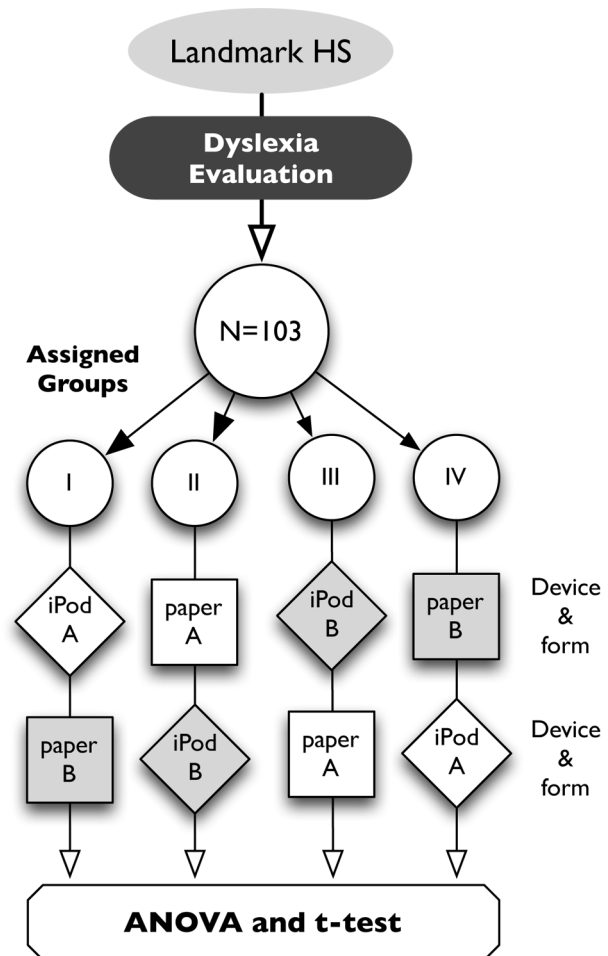 Landmark HS
Dyslexia
Evaluation
N=103
Assigned
Groups
I
II
III
IV
iPod
A
paper
A
iPod
B
paper
B
Device
&
form
paper
B
iPod
B
paper
A
iPod
A
Device
&
form
ANOVA and t-test